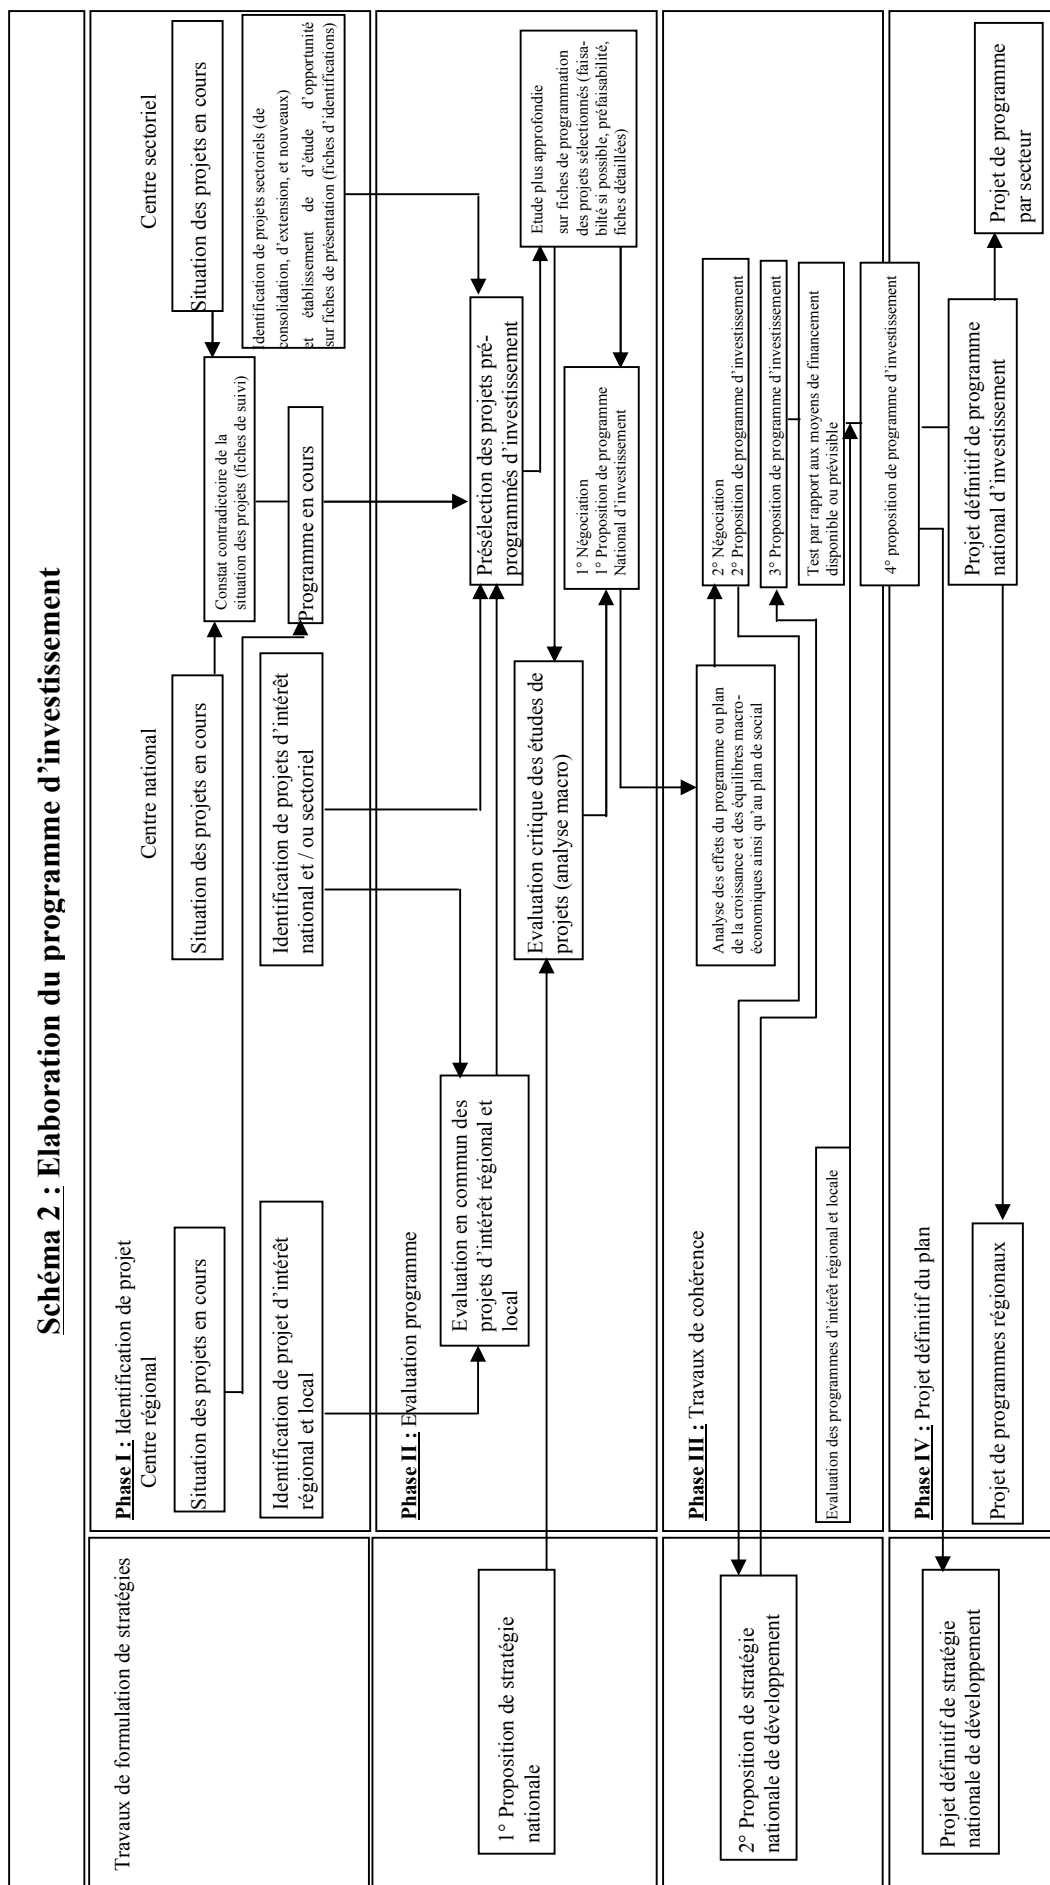 Schéma 2 : Elaboration du programme d'investissement
Travaux de formulation de stratégies
Phase I : Identification de projet
Centre régional
Centre national
Centre sectoriel
Situation des projets en cours
Situation des projets en cours
Situation des projets en cours
Constat contradictoire de la
situation des projets (fiches de suivi)
Identification de projet d'intérêt
régional et local
Identification de projets d'intérêt
national et / ou sectoriel
Programme en cours
Identification de projets sectoriels (de
consolidation, d'extension, et nouveaux)
et établissement de d'étude d'opportunité
sur fiches de présentation (fiches d'identifications)
Phase II : Evaluation programme
1° Proposition de stratégie
nationale
Evaluation en commun des
projets d'intérêt régional et
local
Présélection des projets pré-
programmés d'investissement
Evaluation critique des études de
projets (analyse macro)
Etude plus approfondie
sur fiches de programmation
des projets sélectionnés (faisa-
bilté si possible, préfaisabilité,
fiches détaillées)
1° Négociation
1° Proposition de programme
National d'investissement
Phase III : Travaux de cohérence
2° Proposition de stratégie
nationale de développement
Analyse des effets du programme ou plan
de la croissance et des équilibres macro-
économiques ainsi qu'au plan de social
2° Négociation
2° Proposition de programme d'investissement
3° Proposition de programme d'investissement
Test par rapport aux moyens de financement
disponible ou prévisible
Evaluation des programmes d'intérêt régional et locale
4° proposition de programme d'investissement
Phase IV : Projet définitif du plan
Projet définitif de stratégie
nationale de développement
Projet de programmes régionaux
Projet définitif de programme
national d'investissement
Projet de programme
par secteur